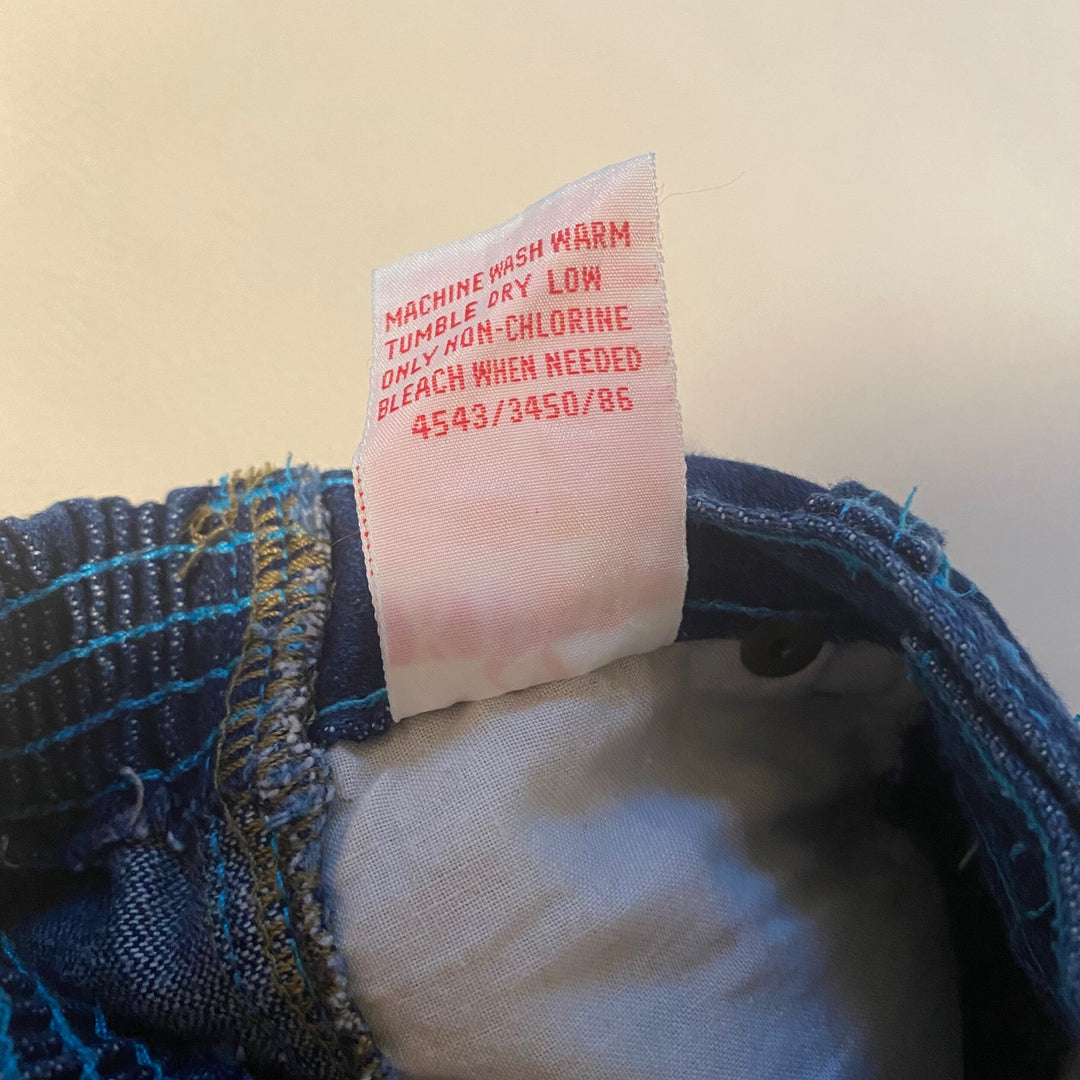 MACHINE WASH WARM
TUMBLE DRY LOW
ONLY NON-CHLORINE
BLEACH WHEN NEEDED
4543/3450/86